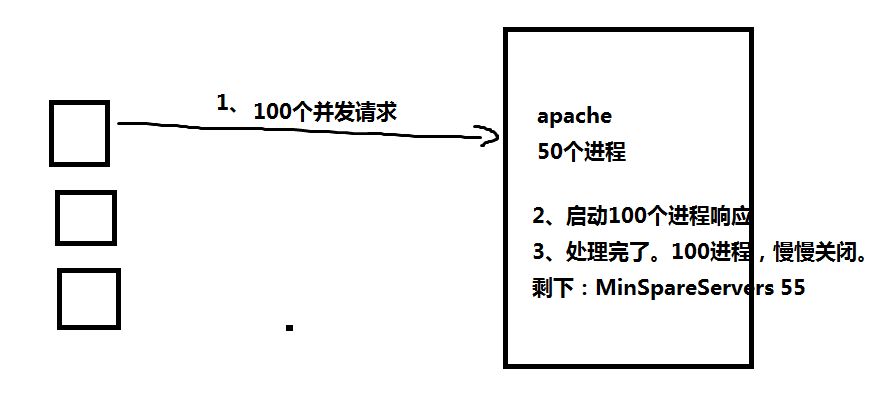 1、 100个并发请求
apache
50个进程
2、启动100个进程响应
3、处理完了。100进程，慢慢关闭。
剩下：MinSpareServers 55